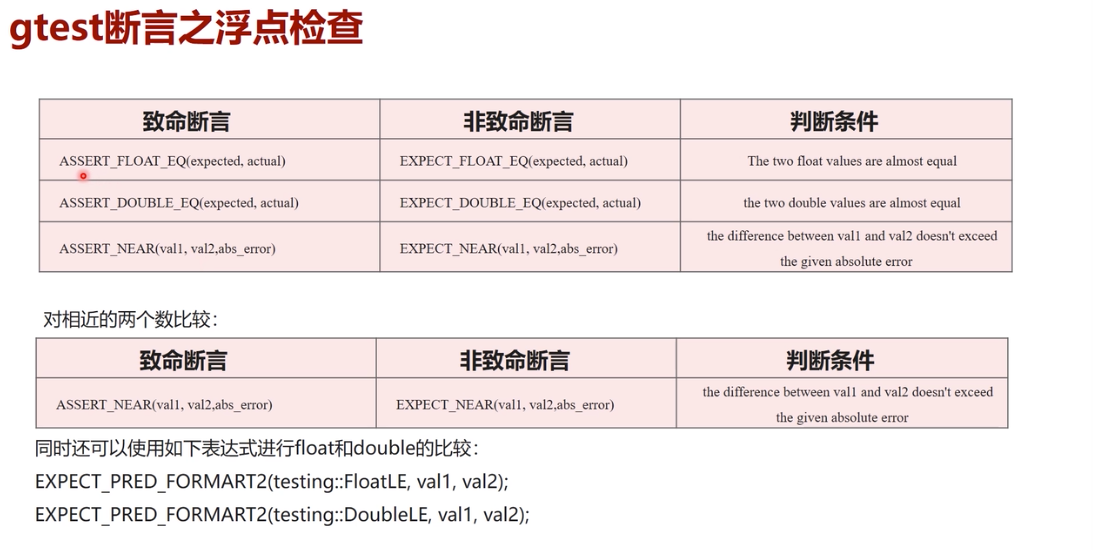 gtest断言之浮点检查
致命断言 非致命断言 判断条件
ASSERT_FLOAT_EQ(expected, actual) EXPECT_FLOAT_EQ(expected, actual) The two float values are almost equal
ASSERT_DOUBLE_EQ(expected, actual) EXPECT_DOUBLE_EQ(expected, actual) the two double values are almost equal
ASSERT_NEAR(val1, val2,abs_error) EXPECT_NEAR(val1, val2,abs_error) the difference between val1 and val2 doesn't exceed
the given absolute error
对相近的两个数比较：
致命断言 非致命断言 判断条件
ASSERT_NEAR(val1, val2,abs_error) EXPECT_NEAR(val1, val2,abs_error) the difference between val1 and val2 doesn't exceed
the given absolute error
同时还可以使用如下表达式进行float和double的比较：
EXPECT_PRED_FORMART2(testing::FloatLE, val1, val2);
EXPECT_PRED_FORMART2(testing::DoubleLE, val1, val2);